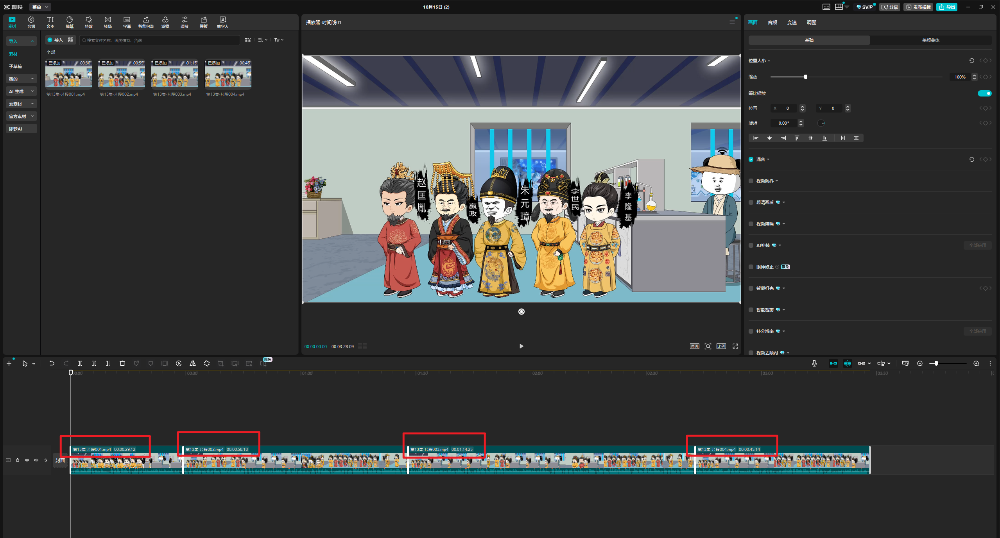 剪映 菜单
10月15日 (2)
SVIP 分享 发布模板 导出
素材 音频 文本 贴纸 特效 转场 字幕 智能包装 滤镜 调节 模板 数字人
导入
素材
子草稿
我的
AI 生成
云素材
官方素材
即梦AI
导入 搜索文件名称、画面情节、台词
全部
已添加 00:30 已添加 00:59 已添加 01:15 已添加 00:46
第13集-片段001.mp4 第13集-片段002.mp4 第13集-片段003.mp4 第13集-片段004.mp4
播放器-时间线01
赵匡胤
嬴政
朱元璋
李世民
李隆基
00:00:00:00 00:03:28:09
原画 比例
画面 音频 变速 调整
基础 美颜美体
位置大小
缩放 100%
等比缩放
位置 X 0 Y 0
旋转 0.00°
混合
视频防抖
超清画质
视频降噪
AI补帧 全部应用
眼神修正 限免
智能打光
智能裁剪
补分辨率 全部应用
视频去频闪
限免
00:00 00:30 01:00 01:30 02:00 02:30 03:00 03:30
第13集-片段001.mp4 00:00:29:12 第13集-片段002.mp4 00:00:58:18 第13集-片段003.mp4 00:01:14:25 第13集-片段004.mp4 00:00:45:14
S 封面